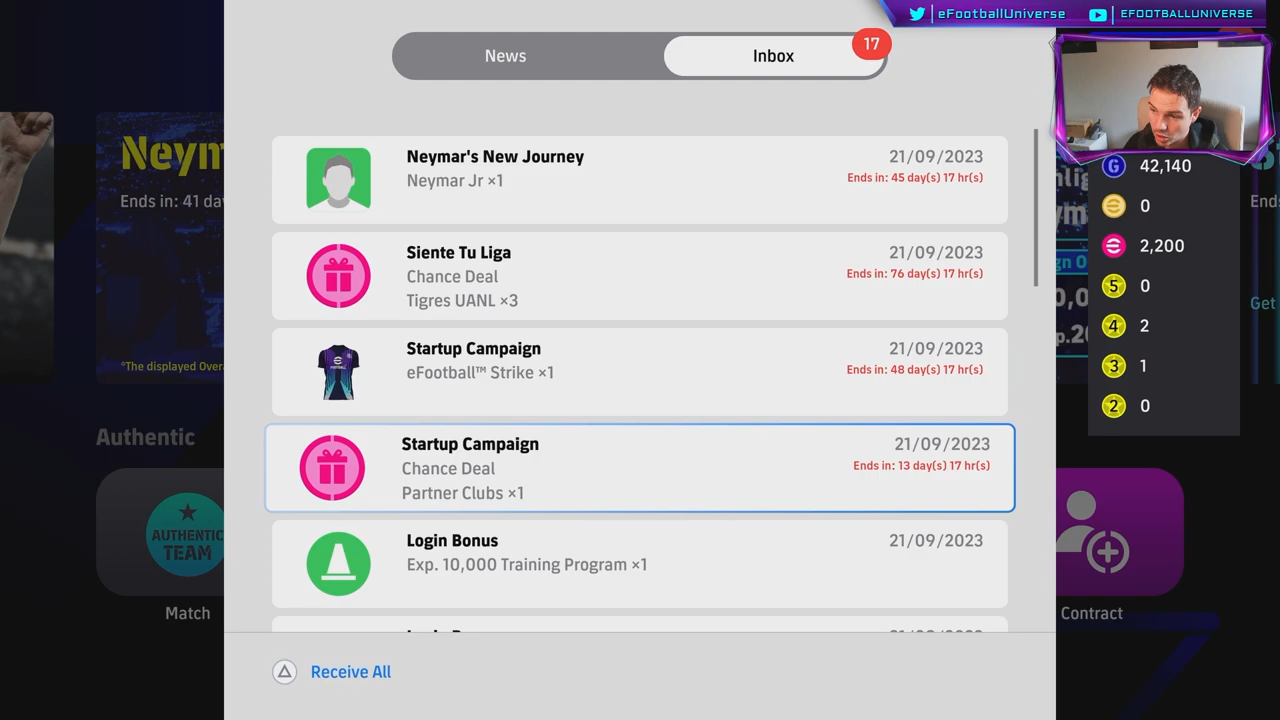 eFootballUniverse
EFOOTBALLUNIVERSE
News
Inbox
17
Neymar's New Journey
Neymar Jr ×1
21/09/2023
Ends in: 45 day(s) 17 hr(s)
Siente Tu Liga
Chance Deal
Tigres UANL ×3
21/09/2023
Ends in: 76 day(s) 17 hr(s)
Startup Campaign
eFootball™ Strike ×1
21/09/2023
Ends in: 48 day(s) 17 hr(s)
Startup Campaign
Chance Deal
Partner Clubs ×1
21/09/2023
Ends in: 13 day(s) 17 hr(s)
Login Bonus
Exp. 10,000 Training Program ×1
21/09/2023
Receive All
Neym
Ends in: 41 da
*The displayed Over
Authentic
AUTHENTIC
TEAM
Match
G 42,140
0
2,200
5 0
4 2
3 1
2 0
Ends
Get
Contract